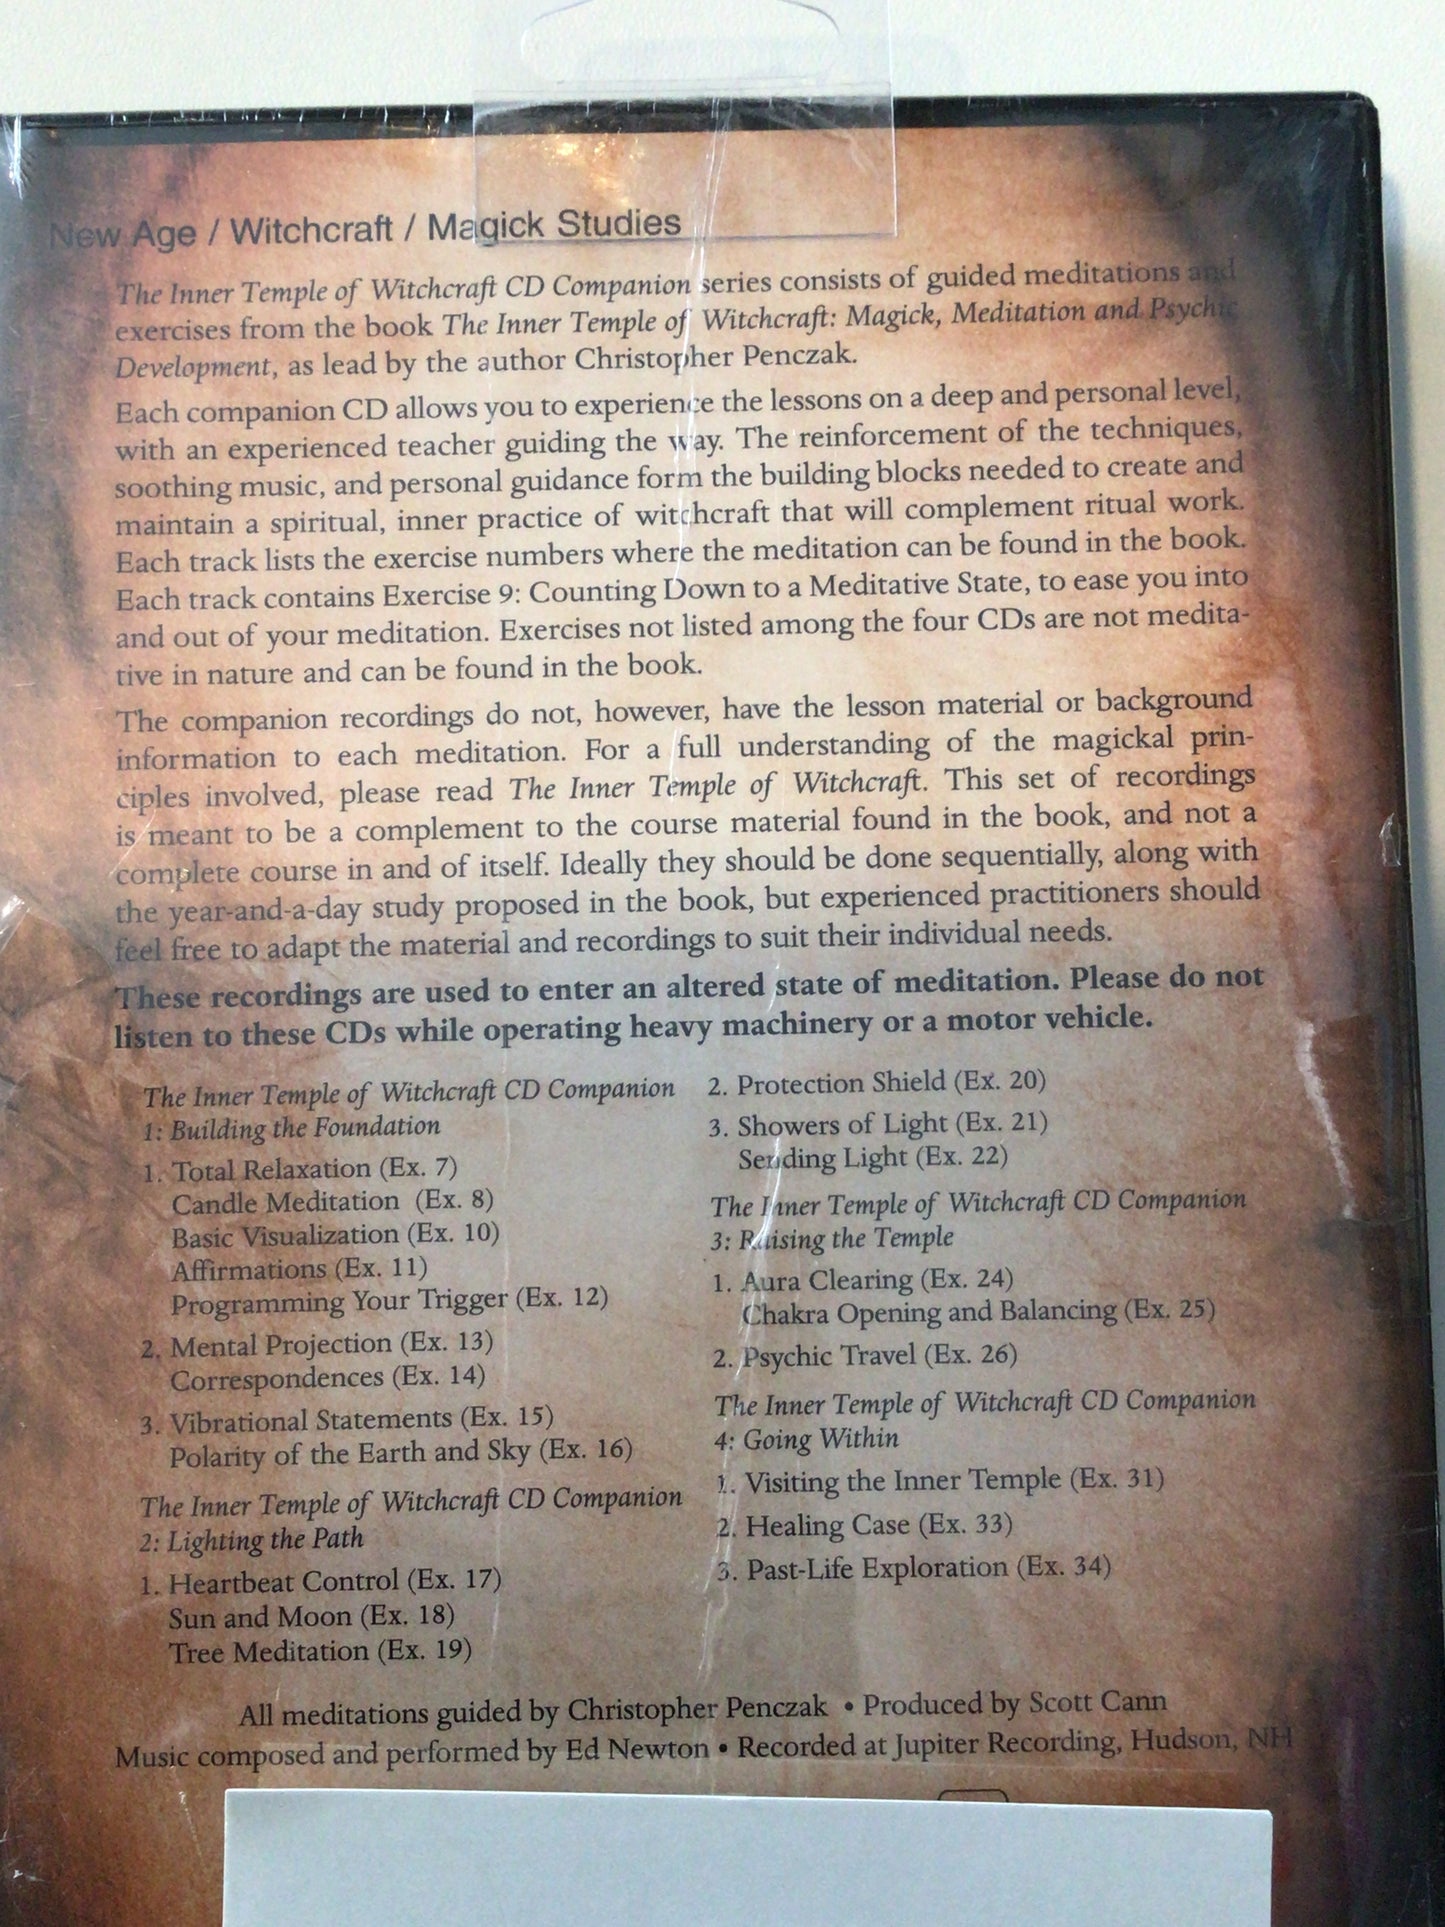 New Age / Witchcraft / Magick Studies
The Inner Temple of Witchcraft CD Companion series consists of guided meditations and
exercises from the book The Inner Temple of Witchcraft: Magick, Meditation and Psychic
Development, as lead by the author Christopher Penczak.
Each companion CD allows you to experience the lessons on a deep and personal level,
with an experienced teacher guiding the way. The reinforcement of the techniques,
soothing music, and personal guidance form the building blocks needed to create and
maintain a spiritual, inner practice of witchcraft that will complement ritual work.
Each track lists the exercise numbers where the meditation can be found in the book.
Each track contains Exercise 9: Counting Down to a Meditative State, to ease you into
and out of your meditation. Exercises not listed among the four CDs are not medita-
tive in nature and can be found in the book.
The companion recordings do not, however, have the lesson material or background
information to each meditation. For a full understanding of the magickal prin-
ciples involved, please read The Inner Temple of Witchcraft. This set of recordings
is meant to be a complement to the course material found in the book, and not a
complete course in and of itself. Ideally they should be done sequentially, along with
the year-and-a-day study proposed in the book, but experienced practitioners should
feel free to adapt the material and recordings to suit their individual needs.
These recordings are used to enter an altered state of meditation. Please do not
listen to these CDs while operating heavy machinery or a motor vehicle.
The Inner Temple of Witchcraft CD Companion
1: Building the Foundation
1. Total Relaxation (Ex. 7)
Candle Meditation (Ex. 8)
Basic Visualization (Ex. 10)
Affirmations (Ex. 11)
Programming Your Trigger (Ex. 12)
2. Mental Projection (Ex. 13)
Correspondences (Ex. 14)
3. Vibrational Statements (Ex. 15)
Polarity of the Earth and Sky (Ex. 16)
The Inner Temple of Witchcraft CD Companion
2: Lighting the Path
1. Heartbeat Control (Ex. 17)
Sun and Moon (Ex. 18)
Tree Meditation (Ex. 19)
2. Protection Shield (Ex. 20)
3. Showers of Light (Ex. 21)
Sending Light (Ex. 22)
The Inner Temple of Witchcraft CD Companion
3: Raising the Temple
1. Aura Clearing (Ex. 24)
Chakra Opening and Balancing (Ex. 25)
2. Psychic Travel (Ex. 26)
The Inner Temple of Witchcraft CD Companion
4: Going Within
1. Visiting the Inner Temple (Ex. 31)
2. Healing Case (Ex. 33)
3. Past-Life Exploration (Ex. 34)
All meditations guided by Christopher Penczak • Produced by Scott Cann
Music composed and performed by Ed Newton • Recorded at Jupiter Recording, Hudson, NH